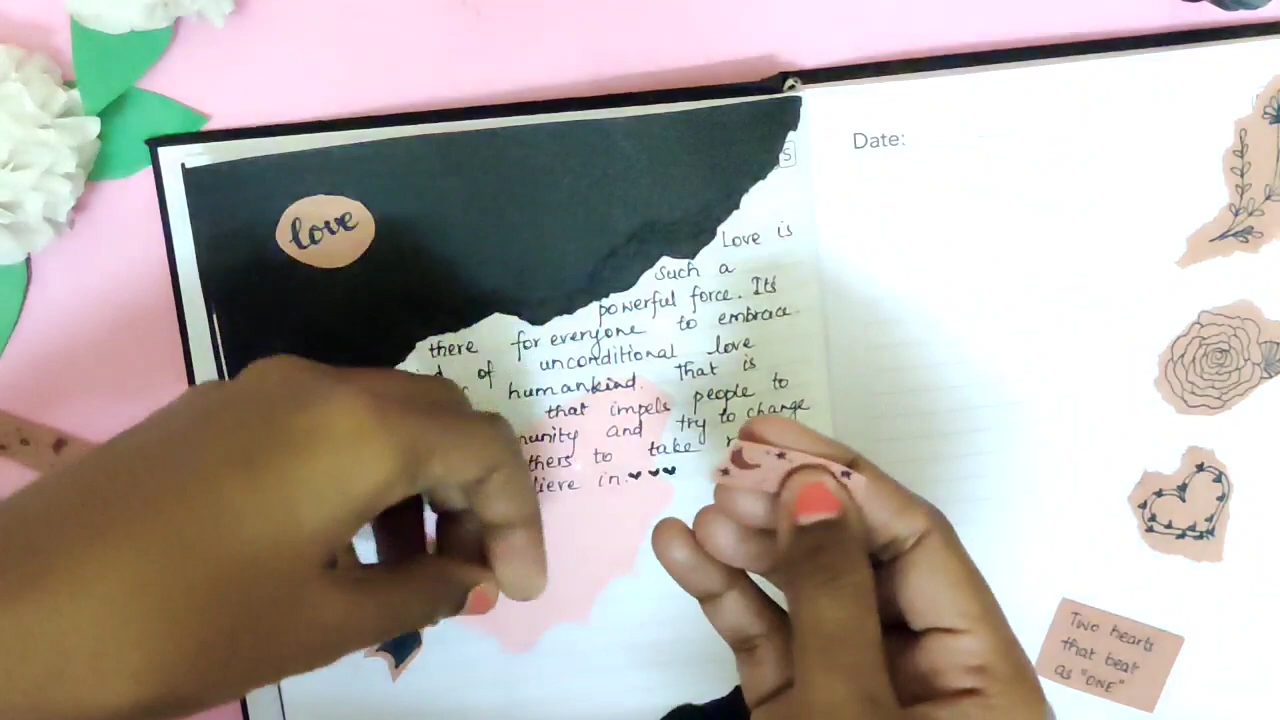 love
S
Date:
Love is
Such a
powerful force. Its
there for everyone to embrace.
of unconditional love
humankind. That is
that impels people to
and try to change
to take
in.
Two hearts
that beat
as "ONE"